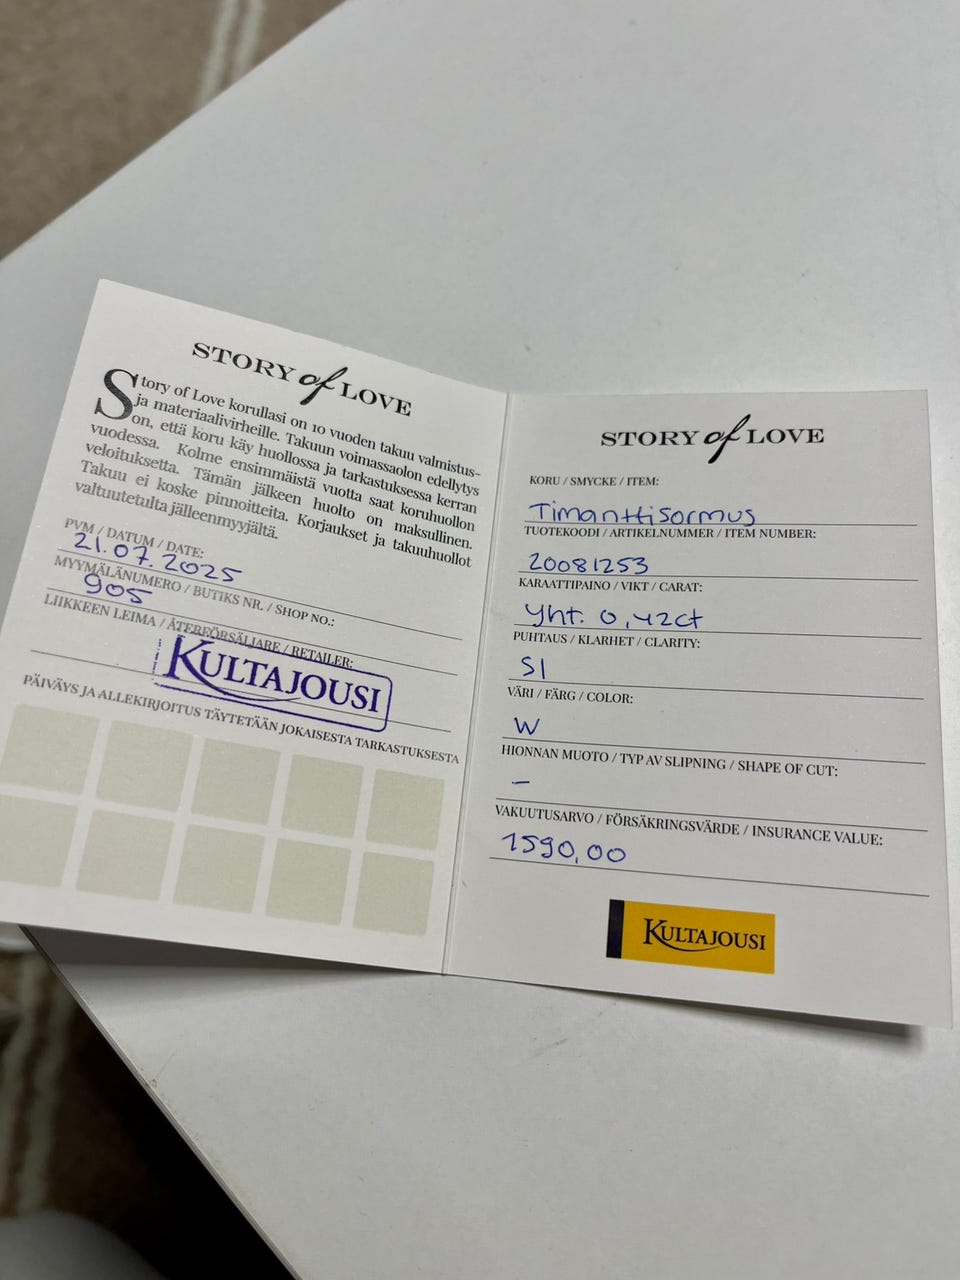 STORY of LOVE
Story of Love korullasi on 10 vuoden takuu valmistus-
ja materiaalivirheille. Takuun voimassaolon edellytys
on, että koru käy huollossa ja tarkastuksessa kerran
vuodessa. Kolme ensimmäistä vuotta saat koruhuollon
veloituksetta. Tämän jälkeen huolto on maksullinen.
Takuu ei koske pinnoitteita. Korjaukset ja takuuhuollot
valtuutetulta jälleenmyyjältä.
PVM / DATUM / DATE:
21.07.2025
MYYMÄLÄNUMERO / BUTIKS NR. / SHOP NO.:
905
LIIKKEEN LEIMA / ÅTERFÖRSÄLJARE / RETAILER:
KULTAJOUSI
PÄIVÄYS JA ALLEKIRJOITUS TÄYTETÄÄN JOKAISESTA TARKASTUKSESTA
STORY of LOVE
KORU / SMYCKE / ITEM:
Timanttisormus
TUOTEKOODI / ARTIKELNUMMER / ITEM NUMBER:
20081253
KARAATTIPAINO / VIKT / CARAT:
yht. 0,42ct
PUHTAUS / KLARHET / CLARITY:
SI
VÄRI / FÄRG / COLOR:
W
HIONNAN MUOTO / TYP AV SLIPNING / SHAPE OF CUT:
–
VAKUUTUSARVO / FÖRSÄKRINGSVÄRDE / INSURANCE VALUE:
1590,00
KULTAJOUSI